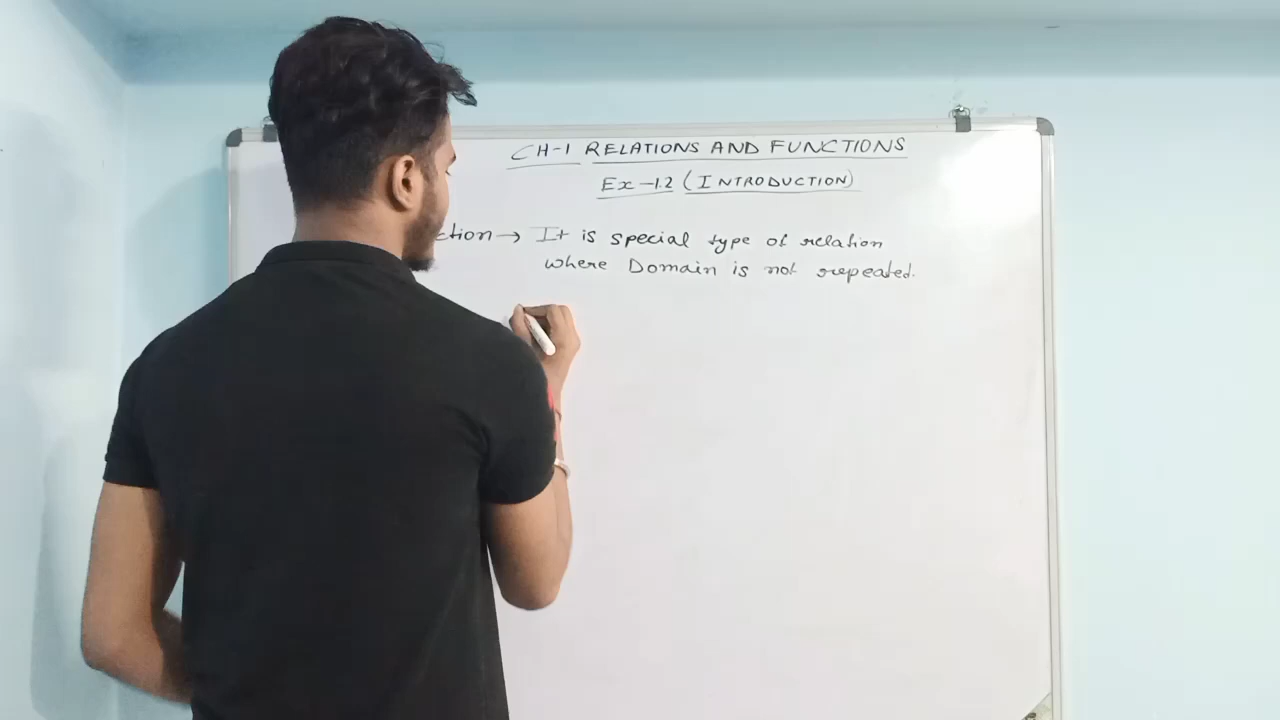 CH-1 RELATIONS AND FUNCTIONS
Ex-1.2 (INTRODUCTION)
ction → It is special type of relation
where Domain is not repeated.